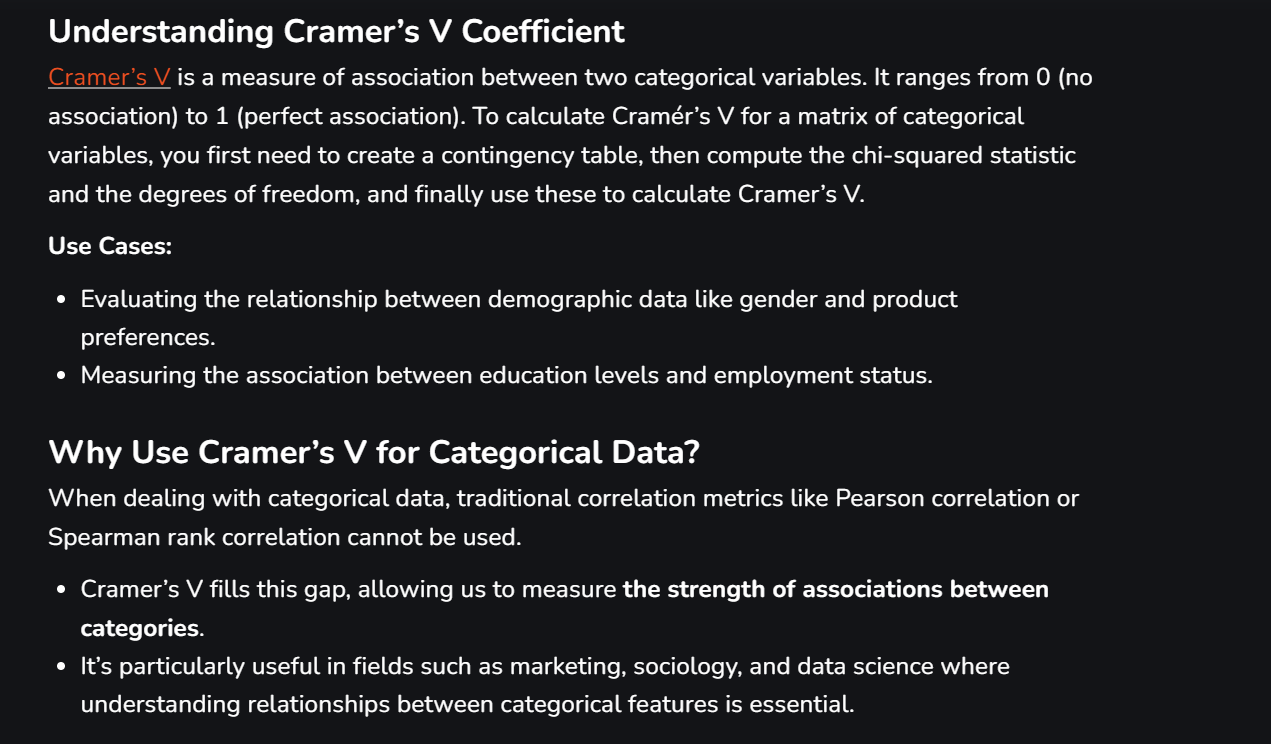 Understanding Cramer’s V Coefficient
Cramer’s V is a measure of association between two categorical variables. It ranges from 0 (no
association) to 1 (perfect association). To calculate Cramér’s V for a matrix of categorical
variables, you first need to create a contingency table, then compute the chi-squared statistic
and the degrees of freedom, and finally use these to calculate Cramer’s V.
Use Cases:
• Evaluating the relationship between demographic data like gender and product
preferences.
• Measuring the association between education levels and employment status.
Why Use Cramer’s V for Categorical Data?
When dealing with categorical data, traditional correlation metrics like Pearson correlation or
Spearman rank correlation cannot be used.
• Cramer’s V fills this gap, allowing us to measure the strength of associations between
categories.
• It’s particularly useful in fields such as marketing, sociology, and data science where
understanding relationships between categorical features is essential.